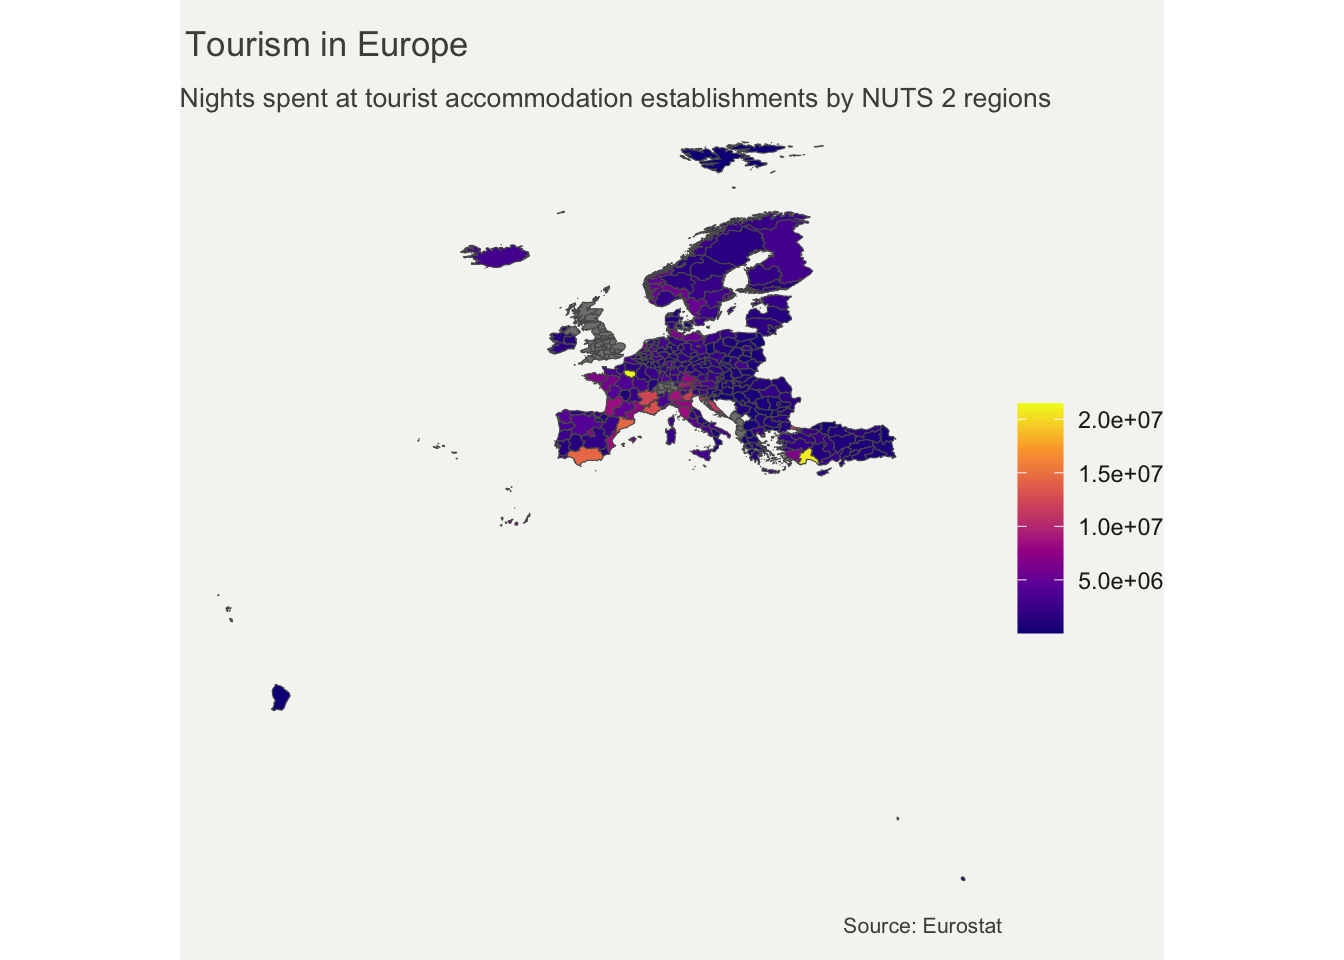 Tourism in Europe
Nights spent at tourist accommodation establishments by NUTS 2 regions
2.0e+07
1.5e+07
1.0e+07
5.0e+06
Source: Eurostat